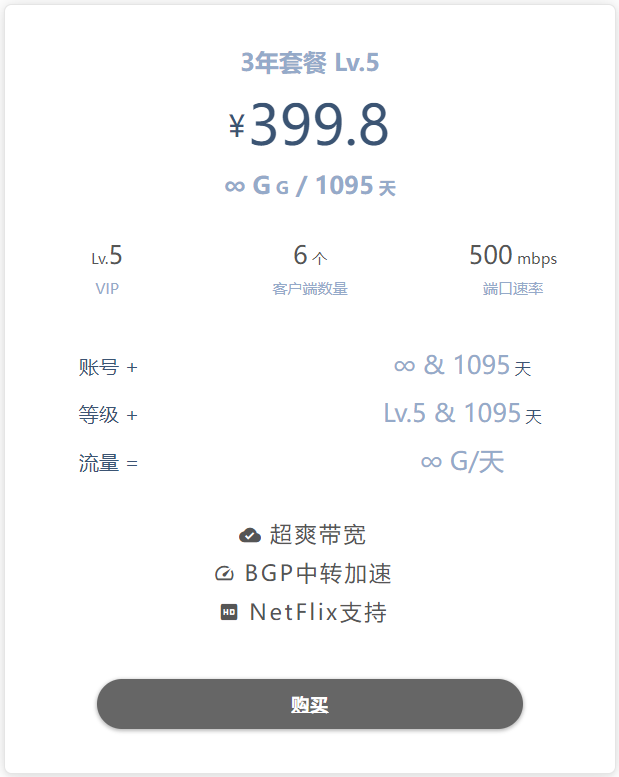 3年套餐 Lv.5
¥399.8
∞ G G / 1095 天
Lv.5 6 个 500 mbps
VIP 客户端数量 端口速率
账号 + ∞ & 1095 天
等级 + Lv.5 & 1095 天
流量 = ∞ G/天
超爽带宽
BGP中转加速
HD NetFlix支持
购买